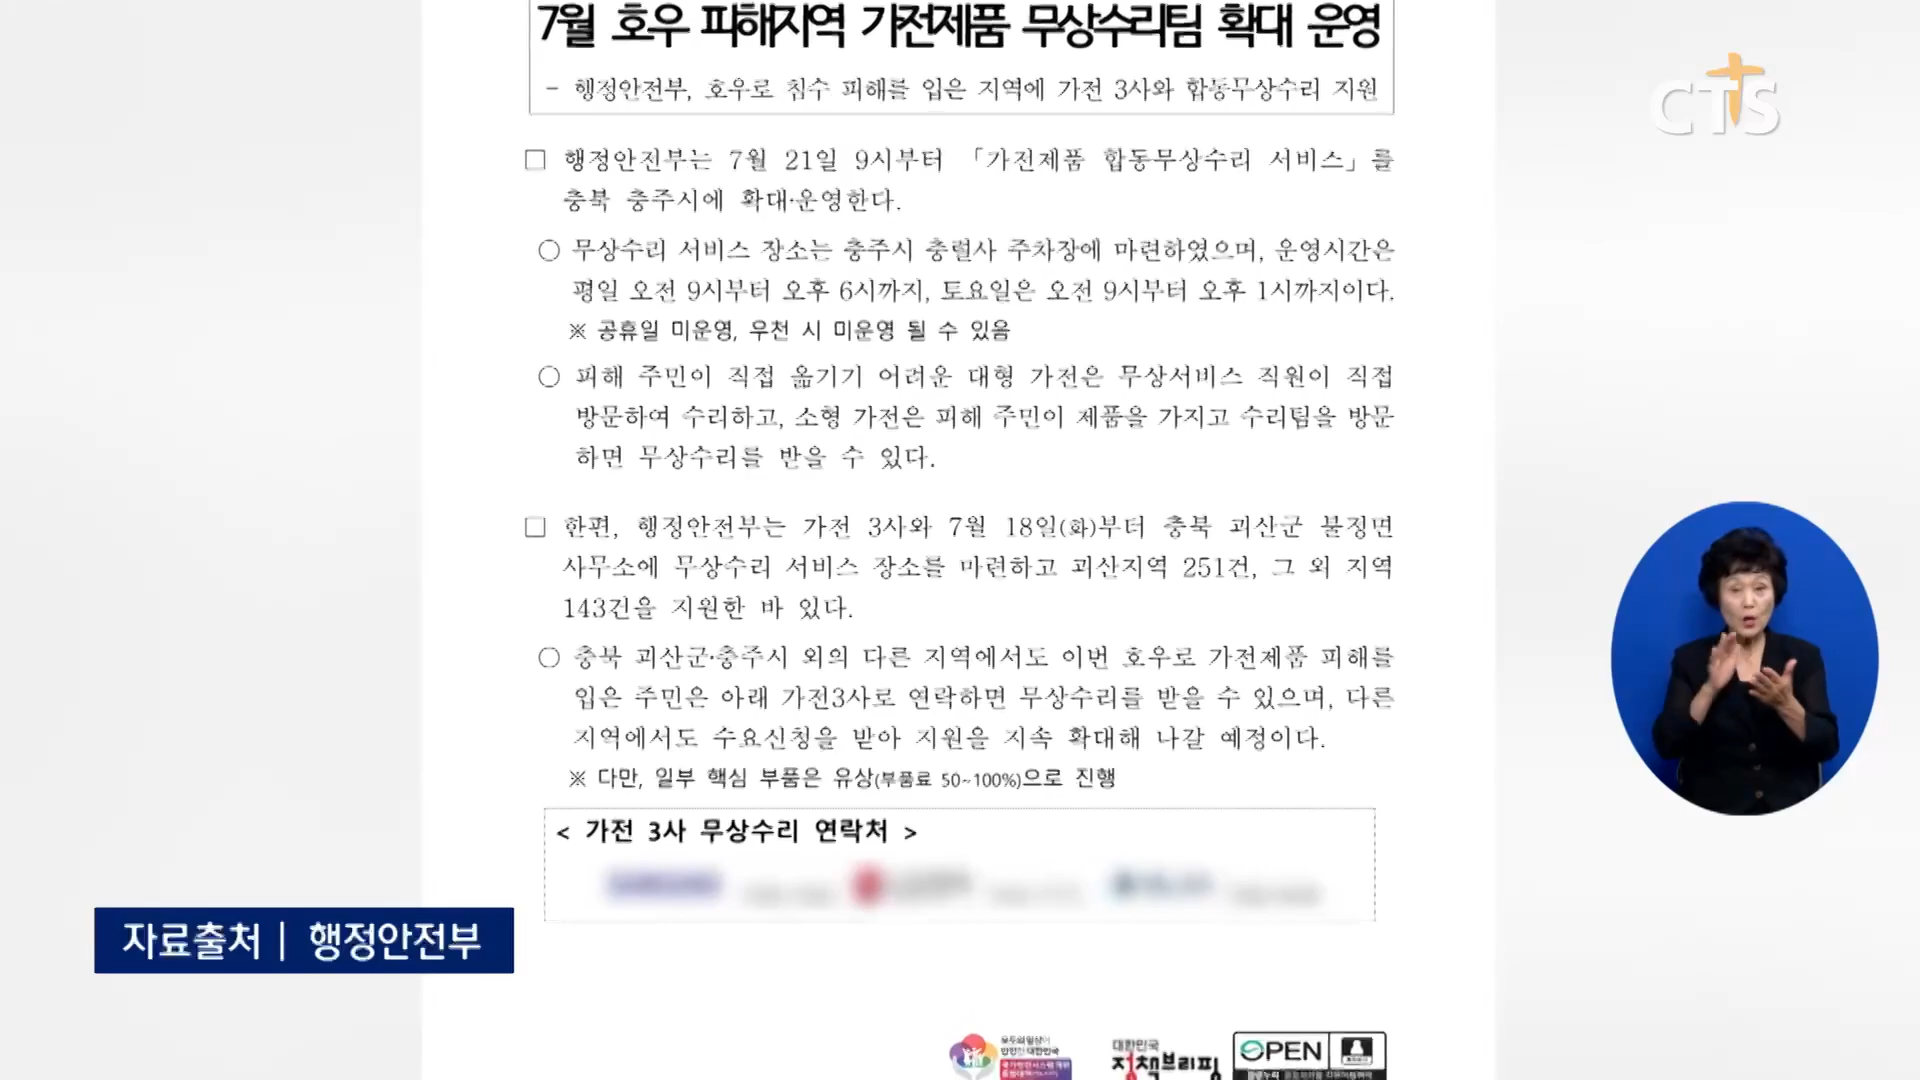 7월 호우 피해지역 가전제품 무상수리팀 확대 운영
- 행정안전부, 호우로 침수 피해를 입은 지역에 가전 3사와 합동무상수리 지원
CTS
□ 행정안전부는 7월 21일 9시부터 「가전제품 합동무상수리 서비스」를
충북 충주시에 확대·운영한다.
○ 무상수리 서비스 장소는 충주시 충렬사 주차장에 마련하였으며, 운영시간은
평일 오전 9시부터 오후 6시까지, 토요일은 오전 9시부터 오후 1시까지이다.
※ 공휴일 미운영, 우천 시 미운영 될 수 있음
○ 피해 주민이 직접 옮기기 어려운 대형 가전은 무상서비스 직원이 직접
방문하여 수리하고, 소형 가전은 피해 주민이 제품을 가지고 수리팀을 방문
하면 무상수리를 받을 수 있다.
□ 한편, 행정안전부는 가전 3사와 7월 18일(화)부터 충북 괴산군 불정면
사무소에 무상수리 서비스 장소를 마련하고 괴산지역 251건, 그 외 지역
143건을 지원한 바 있다.
○ 충북 괴산군·충주시 외의 다른 지역에서도 이번 호우로 가전제품 피해를
입은 주민은 아래 가전3사로 연락하면 무상수리를 받을 수 있으며, 다른
지역에서도 수요신청을 받아 지원을 지속 확대해 나갈 예정이다.
※ 다만, 일부 핵심 부품은 유상(부품료 50~100%)으로 진행
< 가전 3사 무상수리 연락처 >
자료출처 | 행정안전부
대한민국
정책브리핑
OPEN